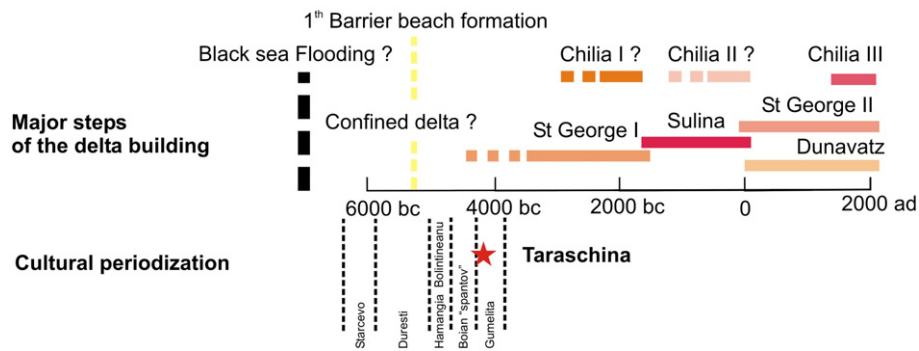 1th Barrier beach formation
Black sea Flooding ?
Chilia I ?
Chilia II ?
Chilia III
Major steps
of the delta building
Confined delta ?
St George I
Sulina
St George II
Dunavatz
6000 bc
4000 bc
2000 bc
0
2000 ad
Cultural periodization
Starcevo
Duresti
Hamangia Bolintineanu
Boian "spantov"
Gumelita
Taraschina